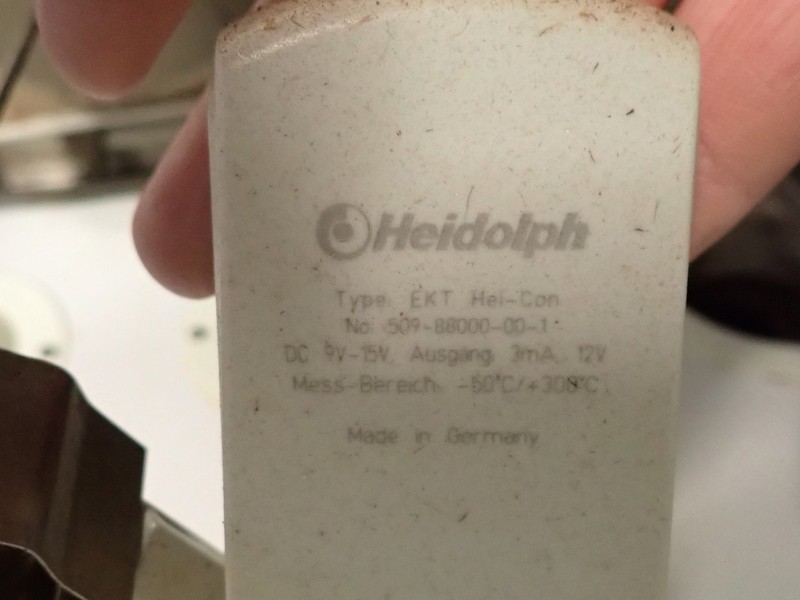 Heidolph
Type: EKT Hei-Con
No: 509-88000-00-1
DC 9V-15V, Ausgang 3mA, 12V
Mess-Bereich: -60°C/+300°C
Made in Germany